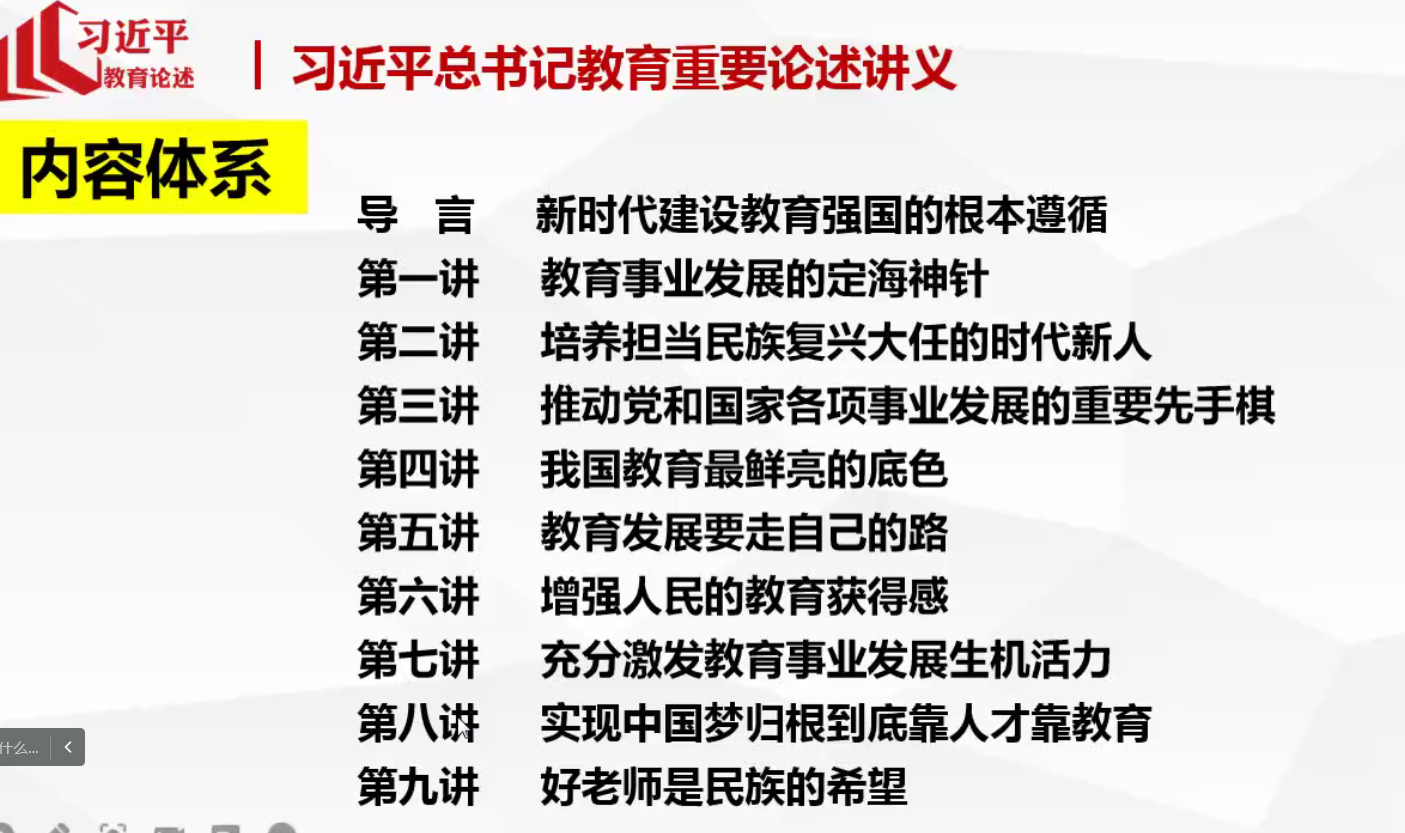 习近平
教育论述
习近平总书记教育重要论述讲义
内容体系
导 言 新时代建设教育强国的根本遵循
第一讲 教育事业发展的定海神针
第二讲 培养担当民族复兴大任的时代新人
第三讲 推动党和国家各项事业发展的重要先手棋
第四讲 我国教育最鲜亮的底色
第五讲 教育发展要走自己的路
第六讲 增强人民的教育获得感
第七讲 充分激发教育事业发展生机活力
第八讲 实现中国梦归根到底靠人才靠教育
什么...
第九讲 好老师是民族的希望